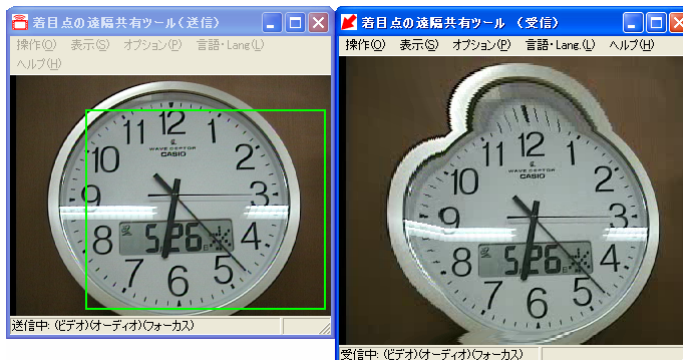 着目点の遠隔共有ツール(送信)
操作(O) 表示(S) オプション(P) 言語・Lang(L)
ヘルプ(H)
11 12 1
10 2
WAVE CEPTOR
CASIO
9 3
8 5:26 4
7 6 5
送信中: (ビデオ)(オーディオ)(フォーカス)
着目点の遠隔共有ツール (受信)
操作(O) 表示(S) オプション(P) 言語・Lang.(L) ヘルプ(H)
11 12 1
10 2
WAVE CEPTOR
CASIO
9 3
8 5:26 4
7 6 5
受信中: (ビデオ)(オーディオ)(フォーカス)